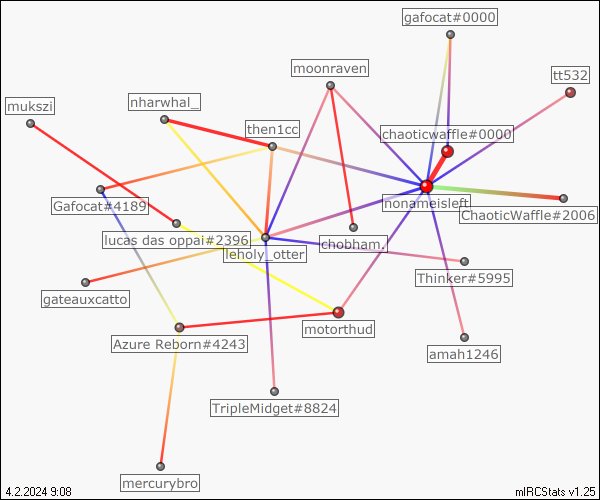 gafocat#0000
moonraven
tt532
mukszi
nharwhal_
then1cc
chaoticwaffle#0000
Gafocat#4189
nonameisleft
ChaoticWaffle#2006
lucas das oppai#2396
leholy_otter
chobham.
Thinker#5995
gateauxcatto
motorthud
Azure Reborn#4243
amah1246
TripleMidget#8824
mercurybro
4.2.2024 9:08
mIRCStats v1.25